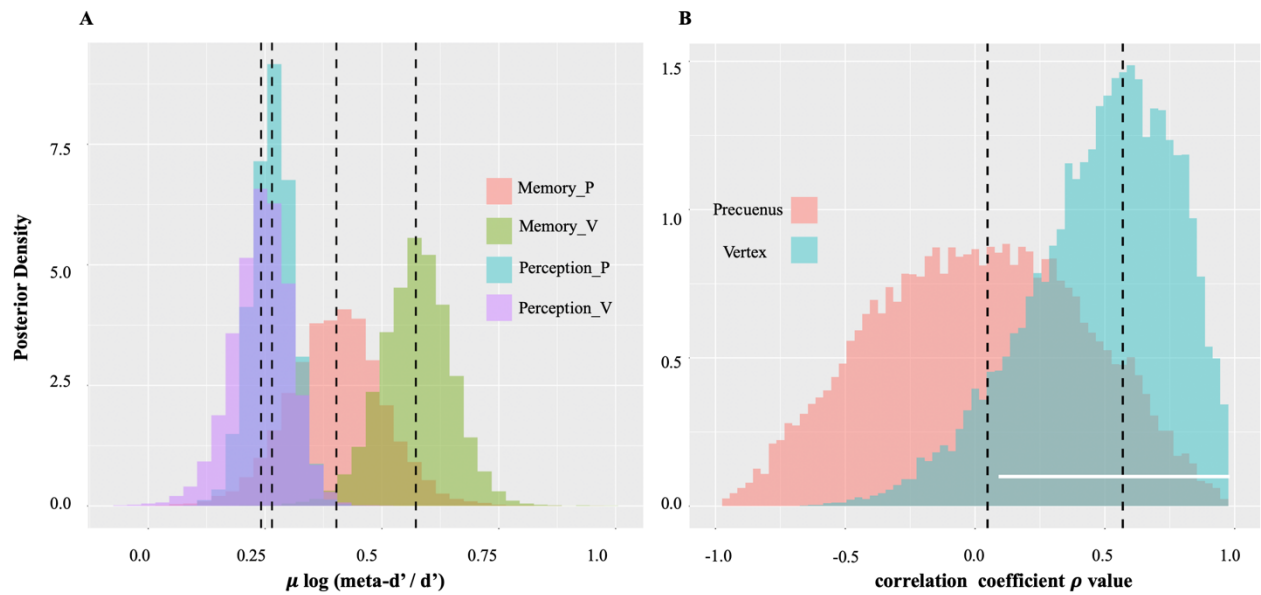 A
Posterior Density
7.5
5.0
2.5
0.0
Memory_P
Memory_V
Perception_P
Perception_V
0.0 0.25 0.5 0.75 1.0
μ log (meta-d’ / d’)
B
1.5
1.0
0.5
0.0
Precuenus
Vertex
-1.0 -0.5 0.0 0.5 1.0
correlation coefficient ρ value